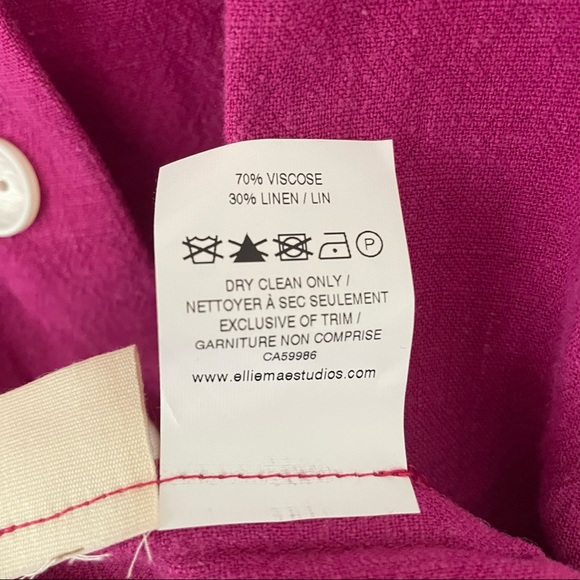 70% VISCOSE
30% LINEN / LIN
P
DRY CLEAN ONLY /
NETTOYER À SEC SEULEMENT
EXCLUSIVE OF TRIM /
GARNITURE NON COMPRISE
CA59986
www.elliemaestudios.com